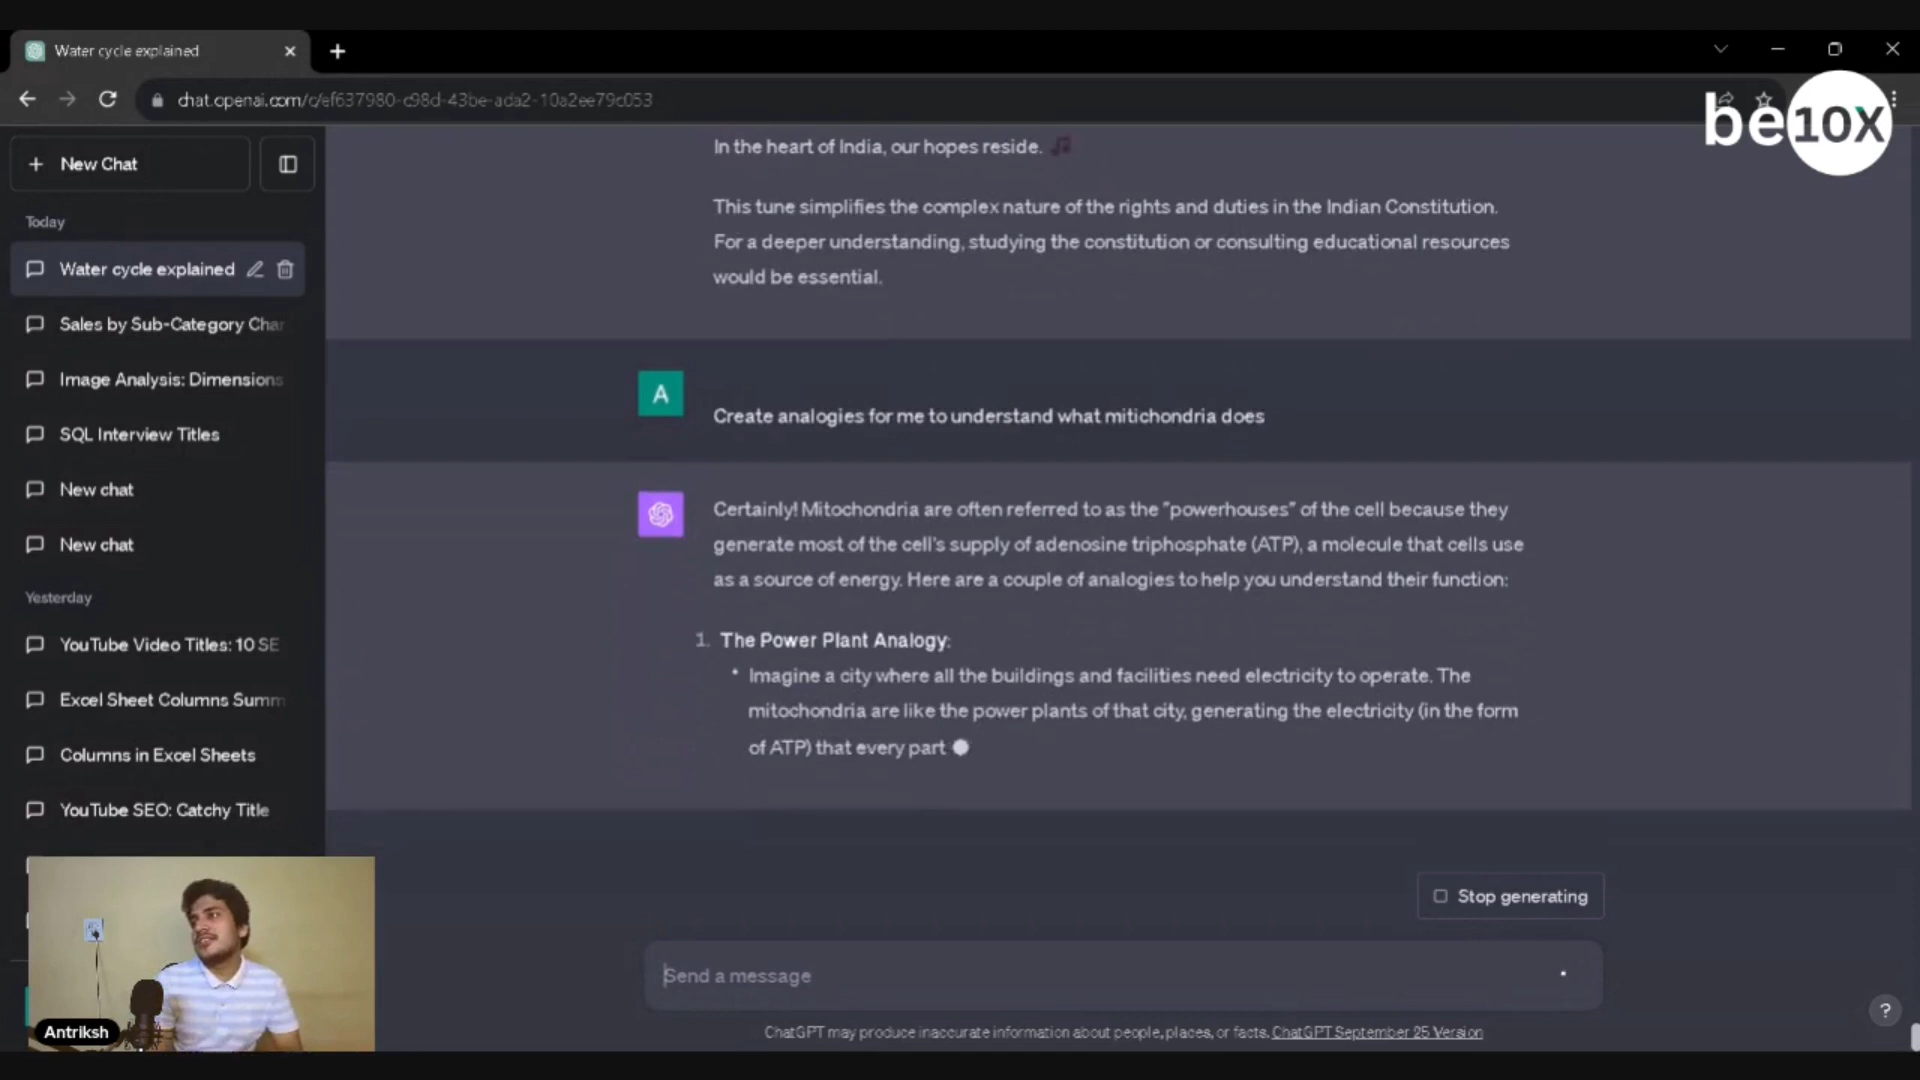 Water cycle explained
chat.openai.com/c/ef637980-c98d-43be-ada2-10a2ee79c053
be10X
New Chat
Today
Water cycle explained
Sales by Sub-Category Char
Image Analysis: Dimensions
SQL Interview Titles
New chat
New chat
Yesterday
YouTube Video Titles: 10 SE
Excel Sheet Columns Summ
Columns in Excel Sheets
YouTube SEO: Catchy Title
Antriksh
In the heart of India, our hopes reside. 🎵
This tune simplifies the complex nature of the rights and duties in the Indian Constitution.
For a deeper understanding, studying the constitution or consulting educational resources
would be essential.
A
Create analogies for me to understand what mitichondria does
Certainly! Mitochondria are often referred to as the "powerhouses" of the cell because they
generate most of the cell's supply of adenosine triphosphate (ATP), a molecule that cells use
as a source of energy. Here are a couple of analogies to help you understand their function:
1. The Power Plant Analogy:
• Imagine a city where all the buildings and facilities need electricity to operate. The
mitochondria are like the power plants of that city, generating the electricity (in the form
of ATP) that every part
Stop generating
Send a message
ChatGPT may produce inaccurate information about people, places, or facts. ChatGPT September 25 Version
?